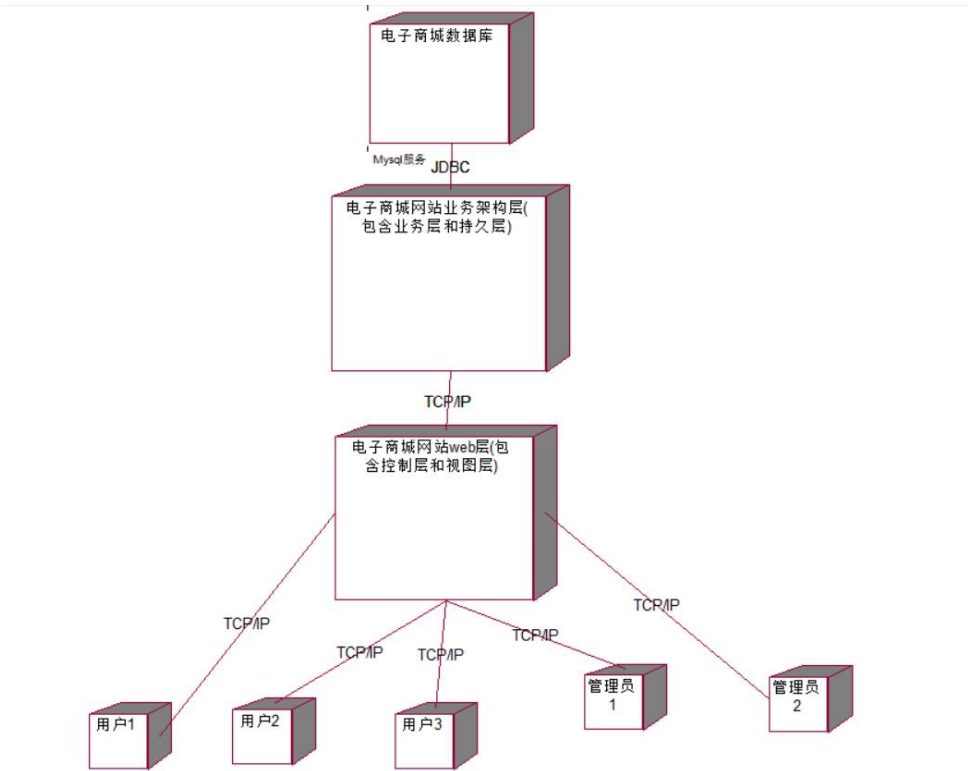 电子商城数据库
Mysql服务
JDBC
电子商城网站业务架构层(
包含业务层和持久层)
TCP/IP
电子商城网站web层(包
含控制层和视图层)
TCP/IP
TCP/IP
TCP/IP
TCP/IP
TCP/IP
用户1
用户2
用户3
管理员
1
管理员
2